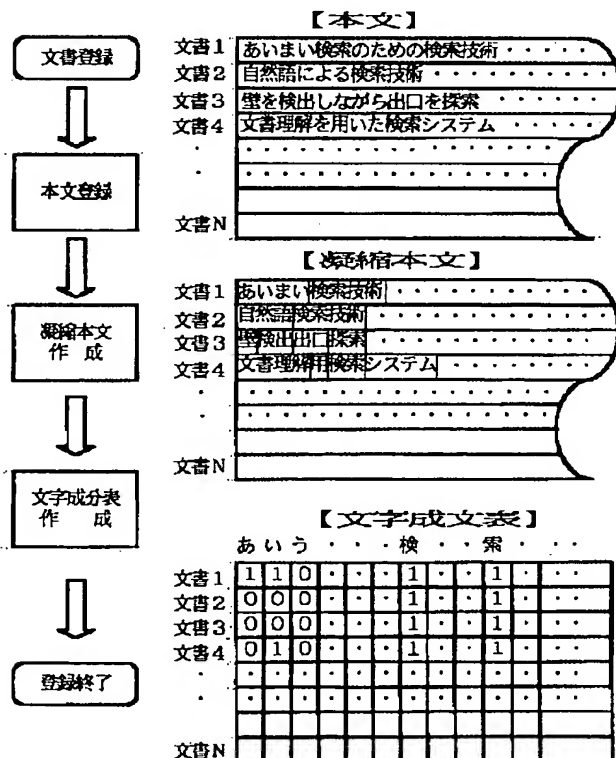 文書登録
本文登録
凝縮本文
作 成
文字成分表
作 成
登録終了
【本文】
文書1 あいまい検索のための検索技術・・・・・
文書2 自然語による検索技術・・・・・・・・
文書3 壁を検出しながら出口を探索・・・・・
文書4 文書理解を用いた検索システム・・・・
・
・
文書N
【凝縮本文】
文書1 あいまい検索技術
文書2 自然語検索技術
文書3 壁検出出口探索
文書4 文書理解用検索システム・・・・・
・
・
文書N
【文字成文表】
あ い う ・ ・ ・ 検 ・ ・ 索 ・ ・ ・
文書1 1 1 0 ・ ・ ・ 1 ・ ・ 1 ・ ・ ・
文書2 0 0 0 ・ ・ ・ 1 ・ ・ 1 ・ ・ ・
文書3 0 0 0 ・ ・ ・ 1 ・ ・ 1 ・ ・ ・
文書4 0 1 0 ・ ・ ・ 1 ・ ・ 1 ・ ・ ・
・
・
文書N